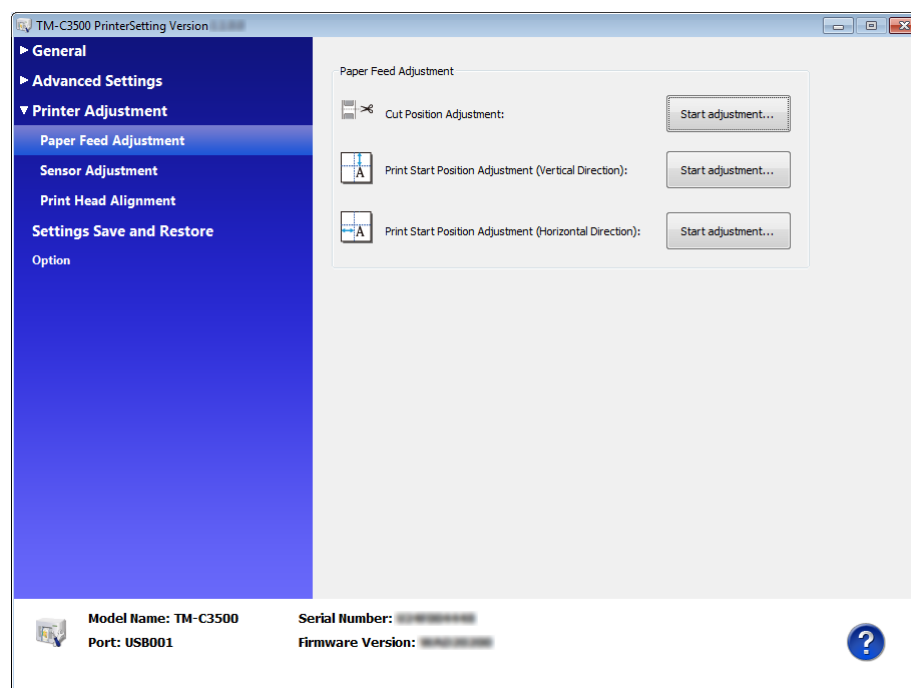 TM-C3500 PrinterSetting Version
General
Advanced Settings
Printer Adjustment
Paper Feed Adjustment
Sensor Adjustment
Print Head Alignment
Settings Save and Restore
Option
Paper Feed Adjustment
Cut Position Adjustment: Start adjustment...
A Print Start Position Adjustment (Vertical Direction): Start adjustment...
A Print Start Position Adjustment (Horizontal Direction): Start adjustment...
Model Name: TM-C3500 Serial Number:
Port: USB001 Firmware Version:
?